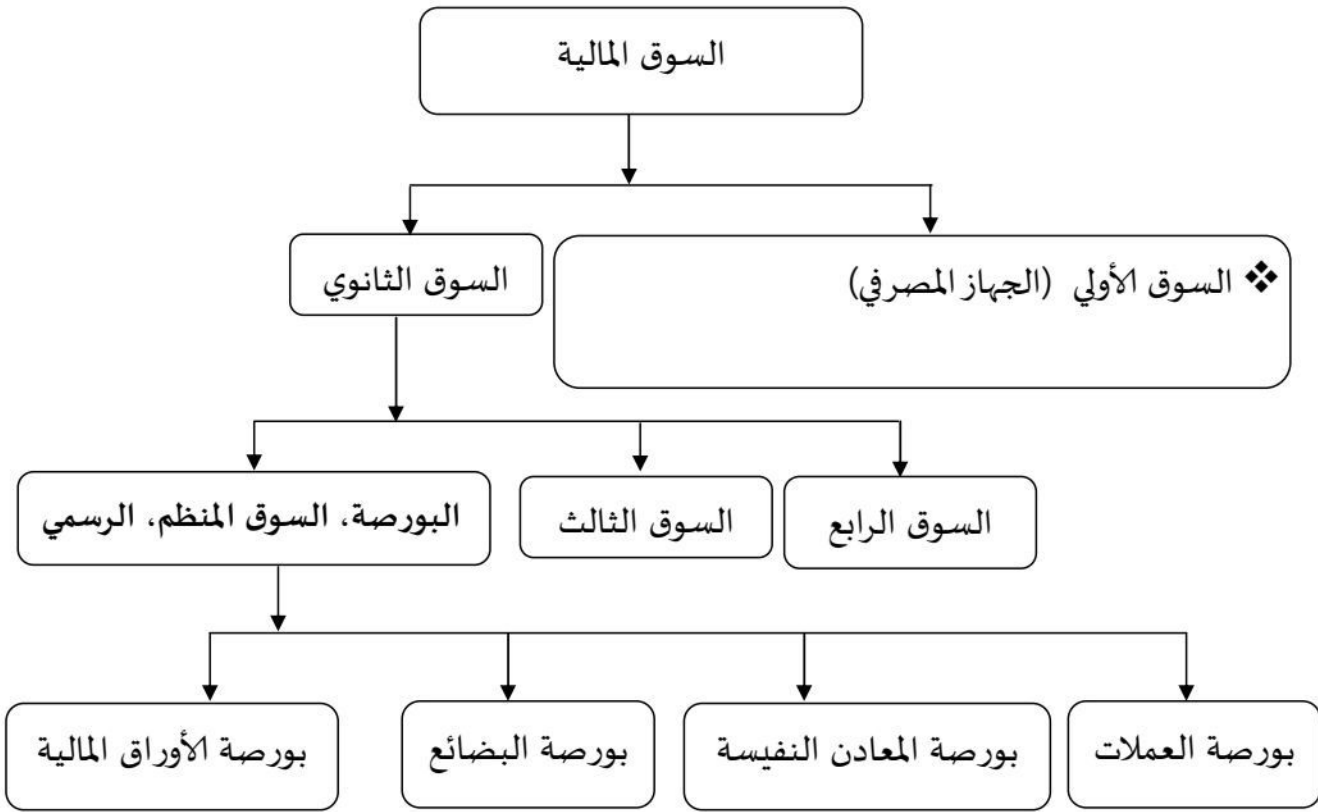 السوق المالية
❖ السوق الأولي (الجهاز المصرفي)
السوق الثانوي
السوق الرابع
السوق الثالث
البورصة، السوق المنظم، الرسمي
بورصة العملات
بورصة المعادن النفيسة
بورصة البضائع
بورصة الأوراق المالية